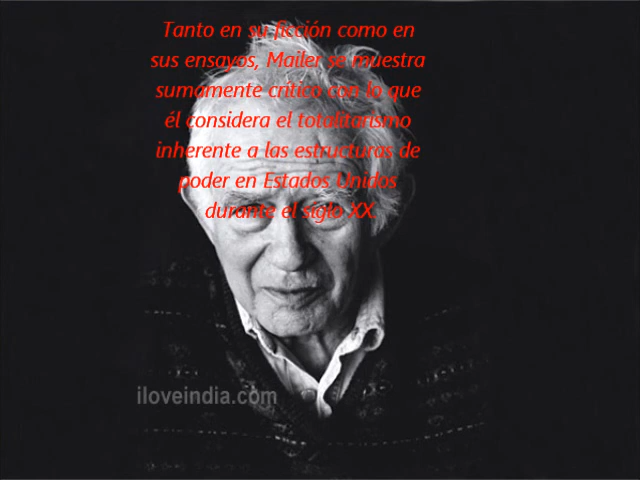 Tanto en su ficción como en
sus ensayos, Mailer se muestra
sumamente crítico con lo que
él considera el totalitarismo
inherente a las estructuras de
poder en Estados Unidos
durante el siglo XX.
iloveindia.com